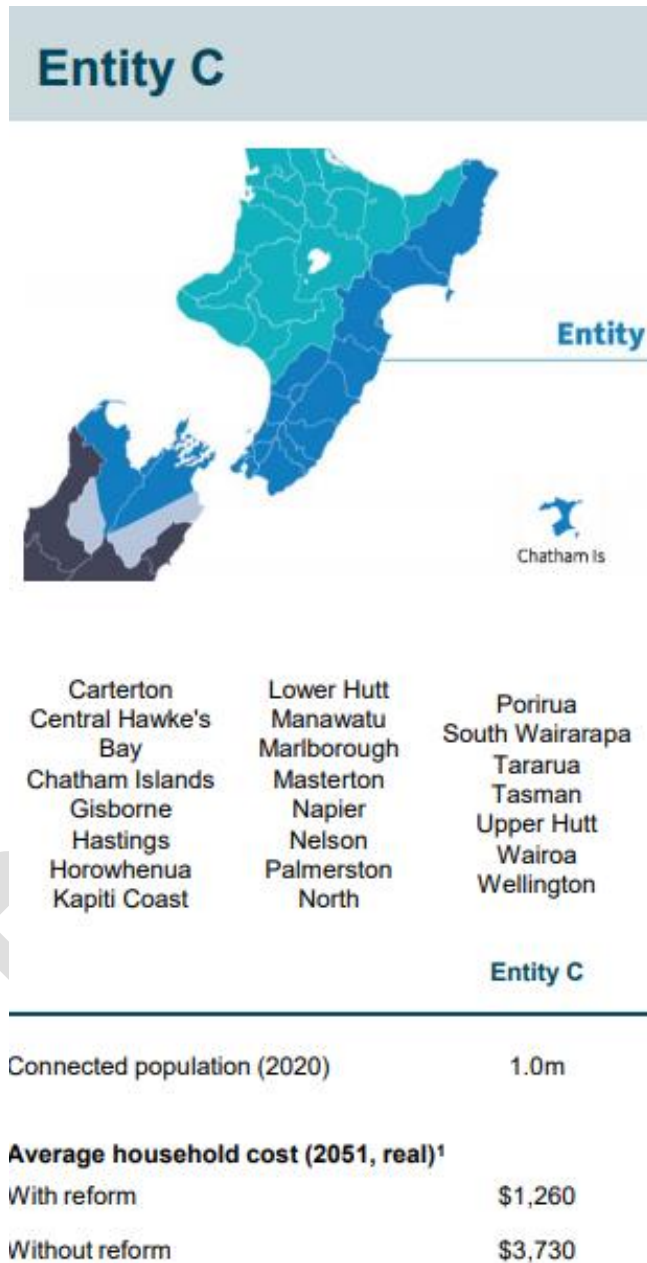 Entity C
Entity
Chatham Is
Carterton
Central Hawke's
Bay
Chatham Islands
Gisborne
Hastings
Horowhenua
Kapiti Coast
Lower Hutt
Manawatu
Marlborough
Masterton
Napier
Nelson
Palmerston
North
Porirua
South Wairarapa
Tararua
Tasman
Upper Hutt
Wairoa
Wellington
Entity C
Connected population (2020) 1.0m
Average household cost (2051, real)¹
With reform $1,260
Without reform $3,730